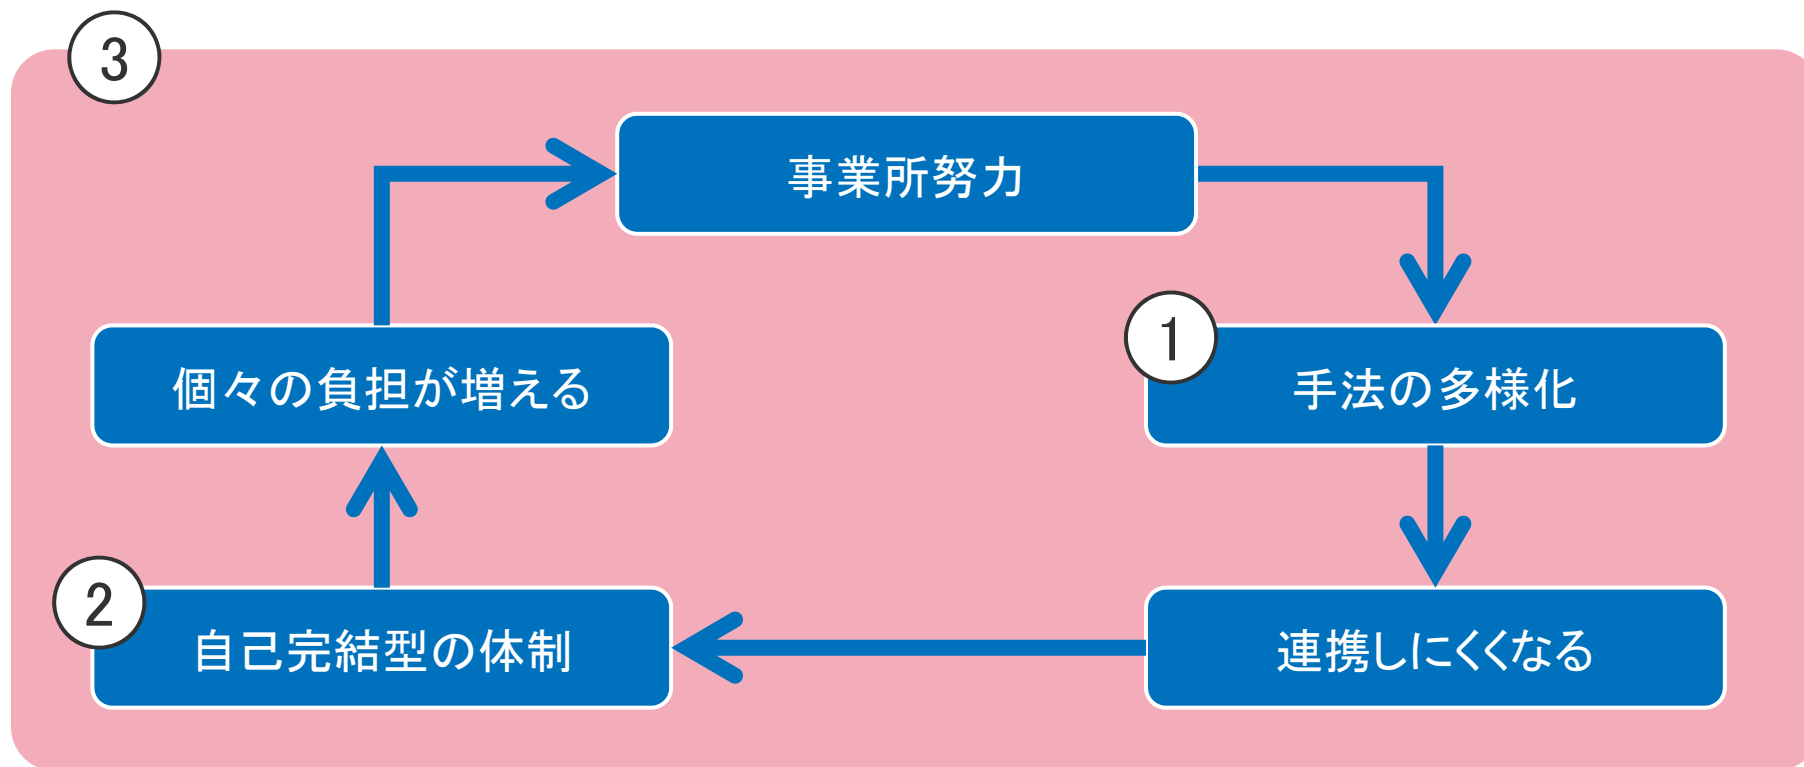 3
事業所努力
1
個々の負担が増える
手法の多様化
2
自己完結型の体制
連携しにくくなる